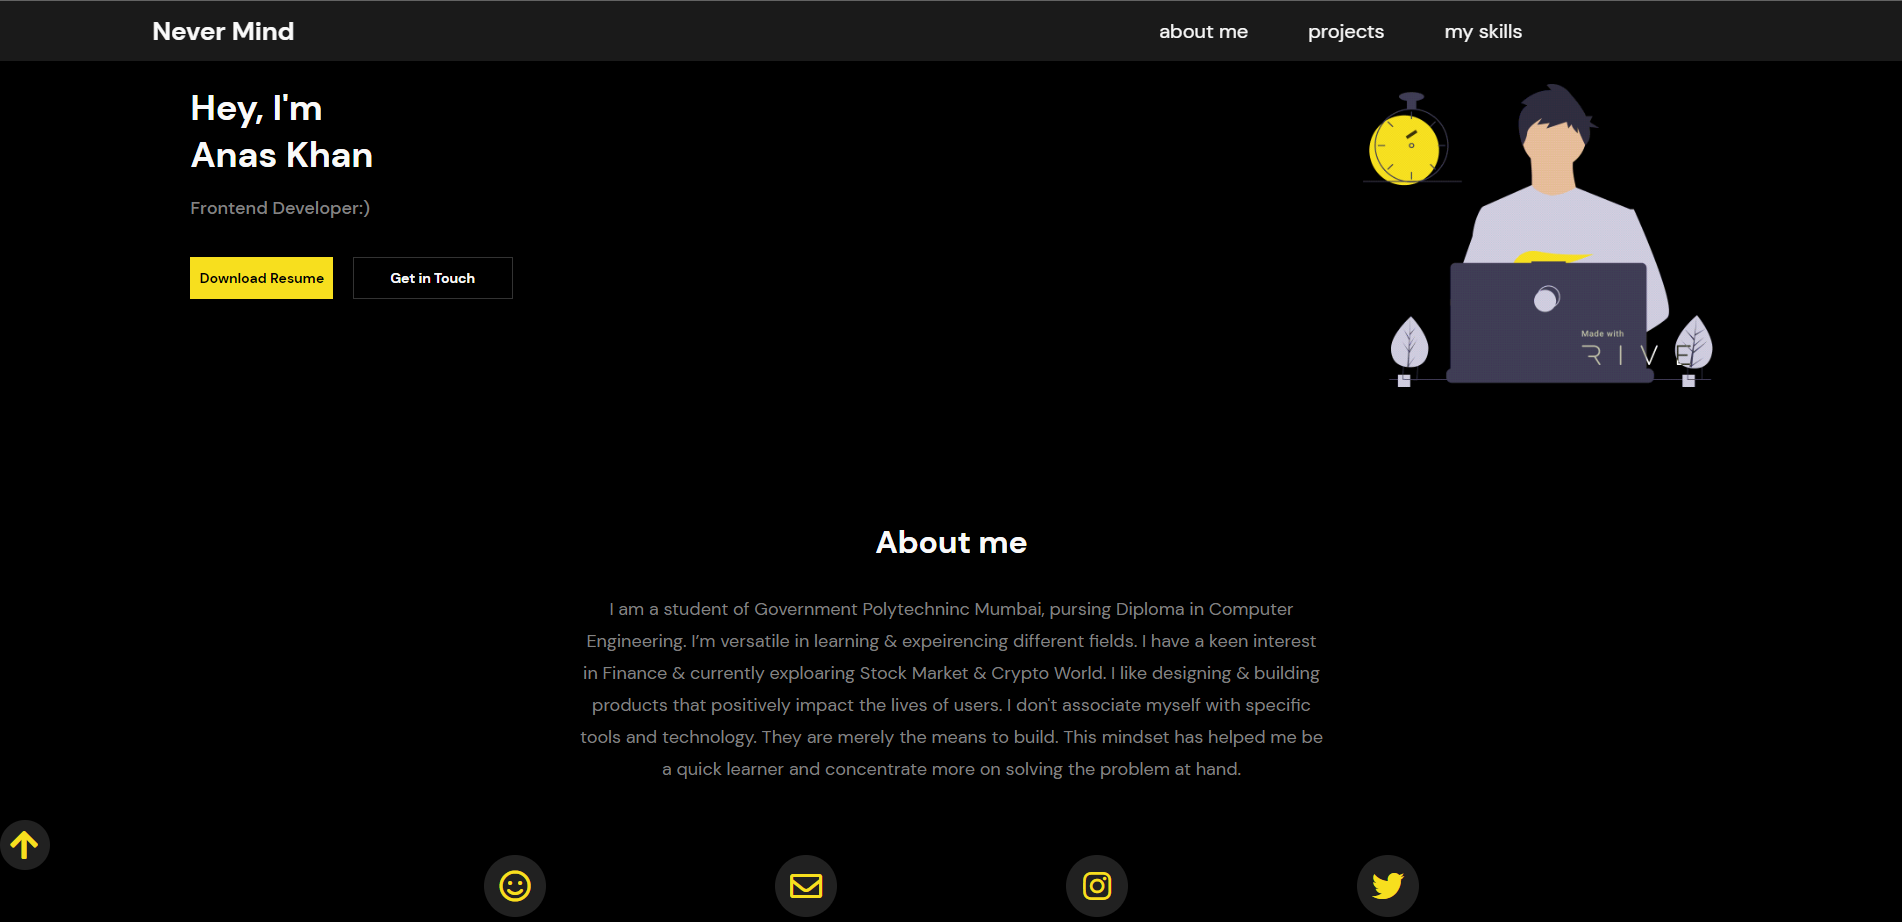 Never Mind
about me
projects
my skills
Hey, I'm
Anas Khan
Frontend Developer:)
Download Resume
Get in Touch
Made with
RIVE
About me
I am a student of Government Polytechninc Mumbai, pursing Diploma in Computer
Engineering. I’m versatile in learning & expeirencing different fields. I have a keen interest
in Finance & currently exploaring Stock Market & Crypto World. I like designing & building
products that positively impact the lives of users. I don't associate myself with specific
tools and technology. They are merely the means to build. This mindset has helped me be
a quick learner and concentrate more on solving the problem at hand.